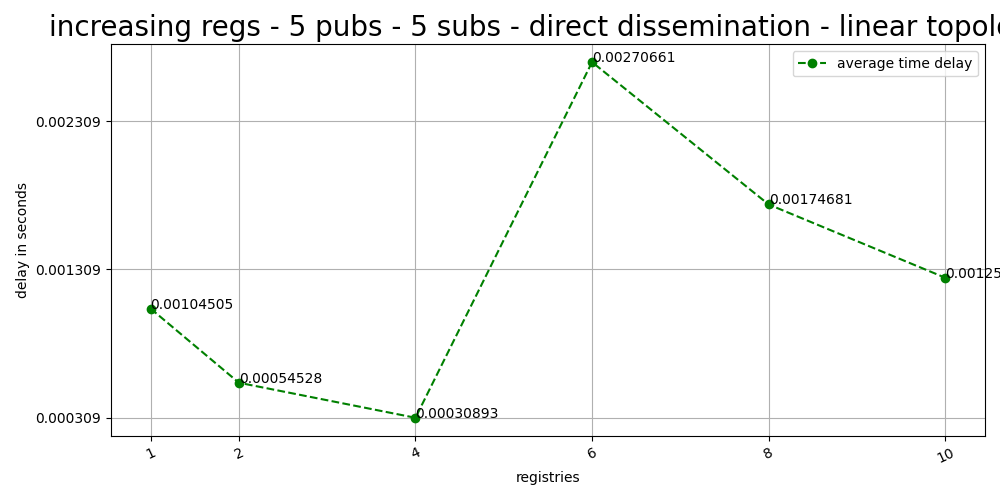 increasing regs - 5 pubs - 5 subs - direct dissemination - linear topolo
average time delay
0.00270661
0.002309
0.00174681
delay in seconds
0.001309
0.00125
0.00104505
0.00054528
0.00030893
0.000309
1 2 4 6 8 10
registries